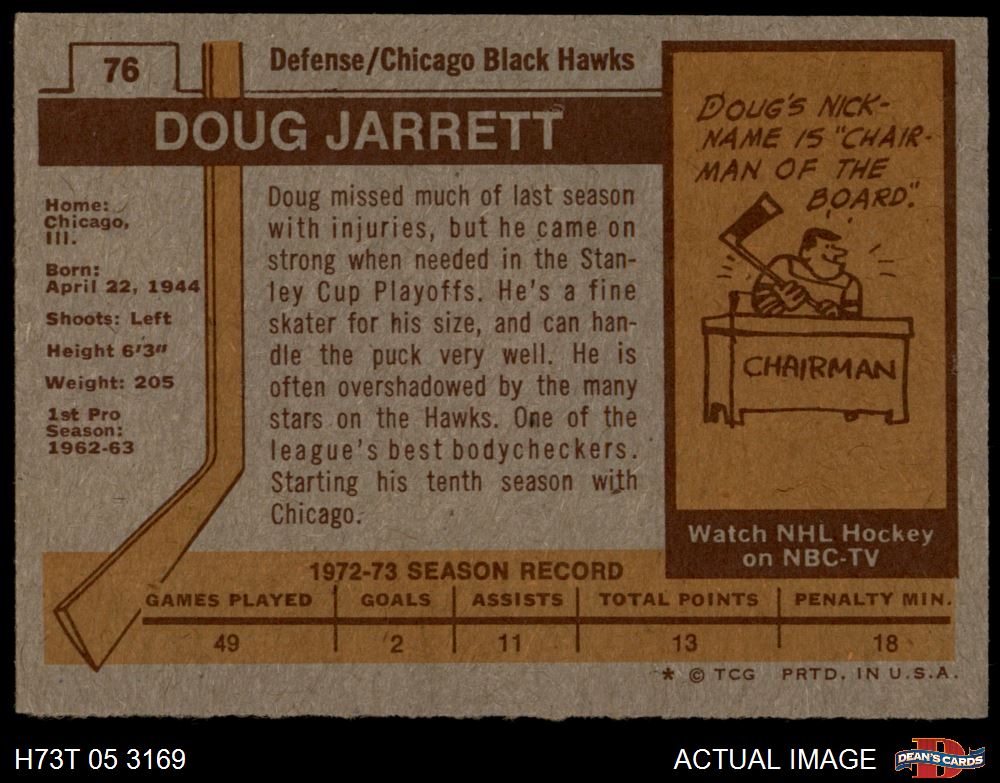 76
Defense/Chicago Black Hawks
DOUG JARRETT
Home:
Chicago,
Ill.
Born:
April 22, 1944
Shoots: Left
Height 6'3"
Weight: 205
1st Pro
Season:
1962-63
Doug missed much of last season
with injuries, but he came on
strong when needed in the Stan-
ley Cup Playoffs. He's a fine
skater for his size, and can han-
dle the puck very well. He is
often overshadowed by the many
stars on the Hawks. One of the
league's best bodycheckers.
Starting his tenth season with
Chicago.
DOUG'S NICK-
NAME IS "CHAIR-
MAN OF THE
BOARD."
CHAIRMAN
Watch NHL Hockey
on NBC-TV
1972-73 SEASON RECORD
GAMES PLAYED GOALS ASSISTS TOTAL POINTS PENALTY MIN.
49 2 11 13 18
* © TCG PRTD. IN U.S.A.
H73T 05 3169
ACTUAL IMAGE
D
DEAN'S CARDS